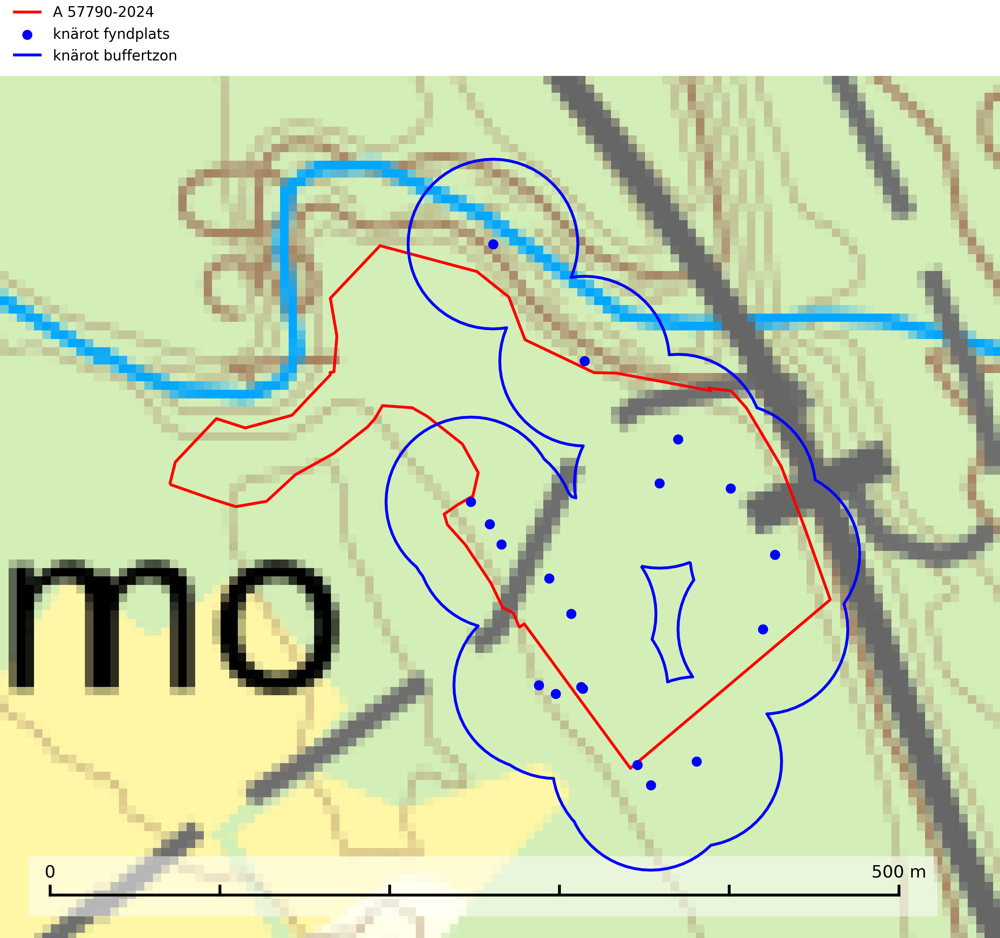 A 57790-2024
knärot fyndplats
knärot buffertzon
mo
0 500 m